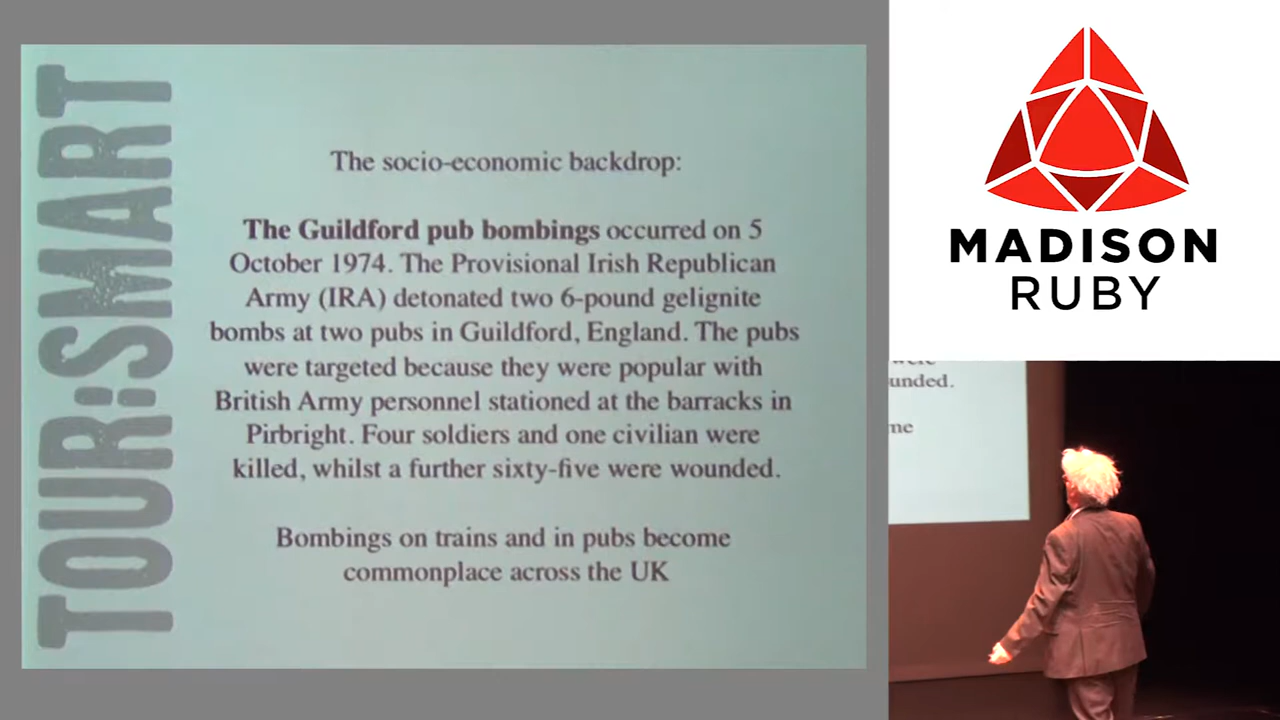 TOUR:SMART
The socio-economic backdrop:
The Guildford pub bombings occurred on 5
October 1974. The Provisional Irish Republican
Army (IRA) detonated two 6-pound gelignite
bombs at two pubs in Guildford, England. The pubs
were targeted because they were popular with
British Army personnel stationed at the barracks in
Pirbright. Four soldiers and one civilian were
killed, whilst a further sixty-five were wounded.
Bombings on trains and in pubs become
commonplace across the UK
MADISON
RUBY
were
unded.
me